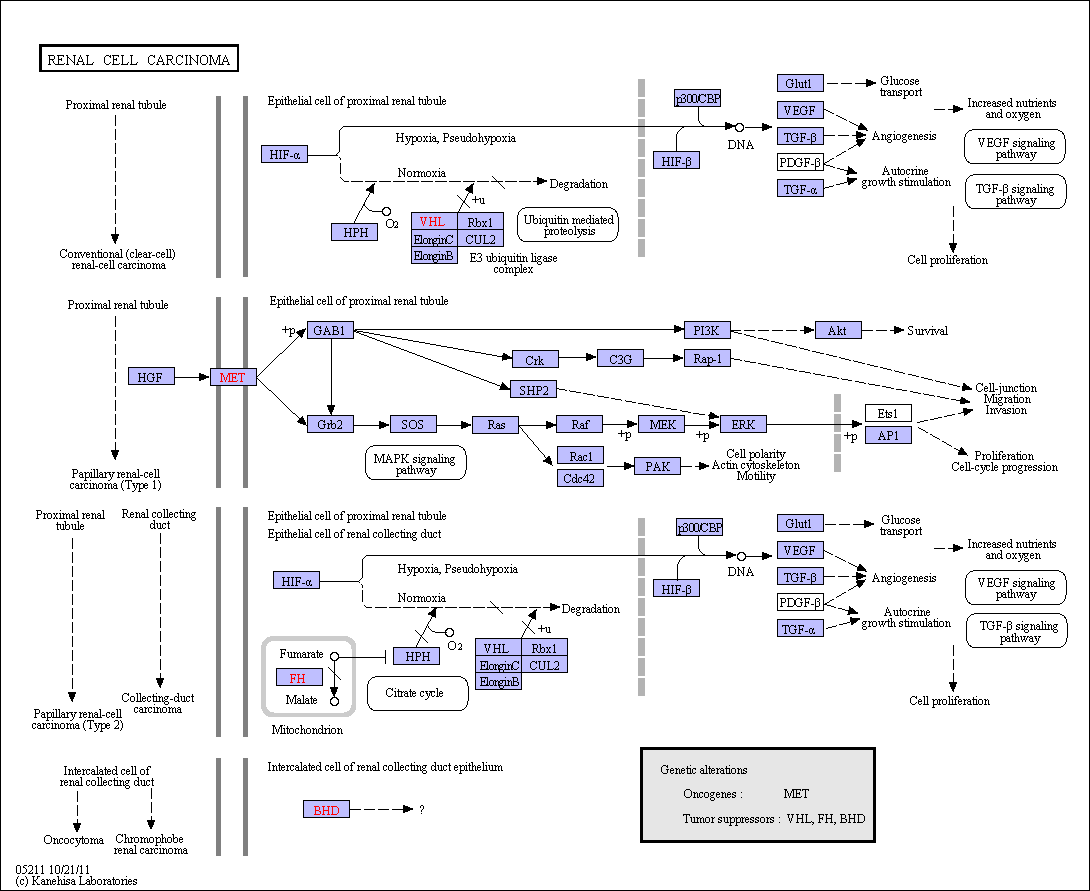 RENAL CELL CARCINOMA
Proximal renal tubule
Conventional (clear-cell)
renal-cell carcinoma
Epithelial cell of proximal renal tubule
HIF-α
Hypoxia, Pseudohypoxia
Normoxia
Degradation
HPH
O2
+u
VHL
Rbx1
ElonginC
CUL2
ElonginB
E3 ubiquitin ligase
complex
Ubiquitin mediated
proteolysis
p300/CBP
HIF-β
DNA
Glut1
VEGF
TGF-β
PDGF-β
TGF-α
Glucose
transport
Angiogenesis
Autocrine
growth stimulation
Increased nutrients
and oxygen
VEGF signaling
pathway
TGF-β signaling
pathway
Cell proliferation
Proximal renal tubule
Papillary renal-cell
carcinoma (Type 1)
Epithelial cell of proximal renal tubule
HGF
MET
+p
GAB1
PI3K
Akt
Survival
Crk
C3G
Rap-1
SHP2
Cell-junction
Migration
Invasion
Grb2
SOS
Ras
Raf
+p
MEK
+p
ERK
+p
Ets1
AP1
MAPK signaling
pathway
Rac1
Cdc42
PAK
Cell polarity
Actin cytoskeleton
Motility
Proliferation
Cell-cycle progression
Proximal renal
tubule
Renal collecting
duct
Papillary renal-cell
carcinoma (Type 2)
Collecting-duct
carcinoma
Epithelial cell of proximal renal tubule
Epithelial cell of renal collecting duct
HIF-α
Hypoxia, Pseudohypoxia
Normoxia
Degradation
HPH
O2
+u
VHL
Rbx1
ElonginC
CUL2
ElonginB
Fumarate
FH
Malate
Mitochondrion
Citrate cycle
p300/CBP
HIF-β
DNA
Glut1
VEGF
TGF-β
PDGF-β
TGF-α
Glucose
transport
Angiogenesis
Autocrine
growth stimulation
Increased nutrients
and oxygen
VEGF signaling
pathway
TGF-β signaling
pathway
Cell proliferation
Intercalated cell of
renal collecting duct
Oncocytoma
Chromophobe
renal carcinoma
Intercalated cell of renal collecting duct epithelium
BHD
?
Genetic alterations
Oncogenes : MET
Tumor suppressors : VHL, FH, BHD
05211 10/21/11
(c) Kanehisa Laboratories